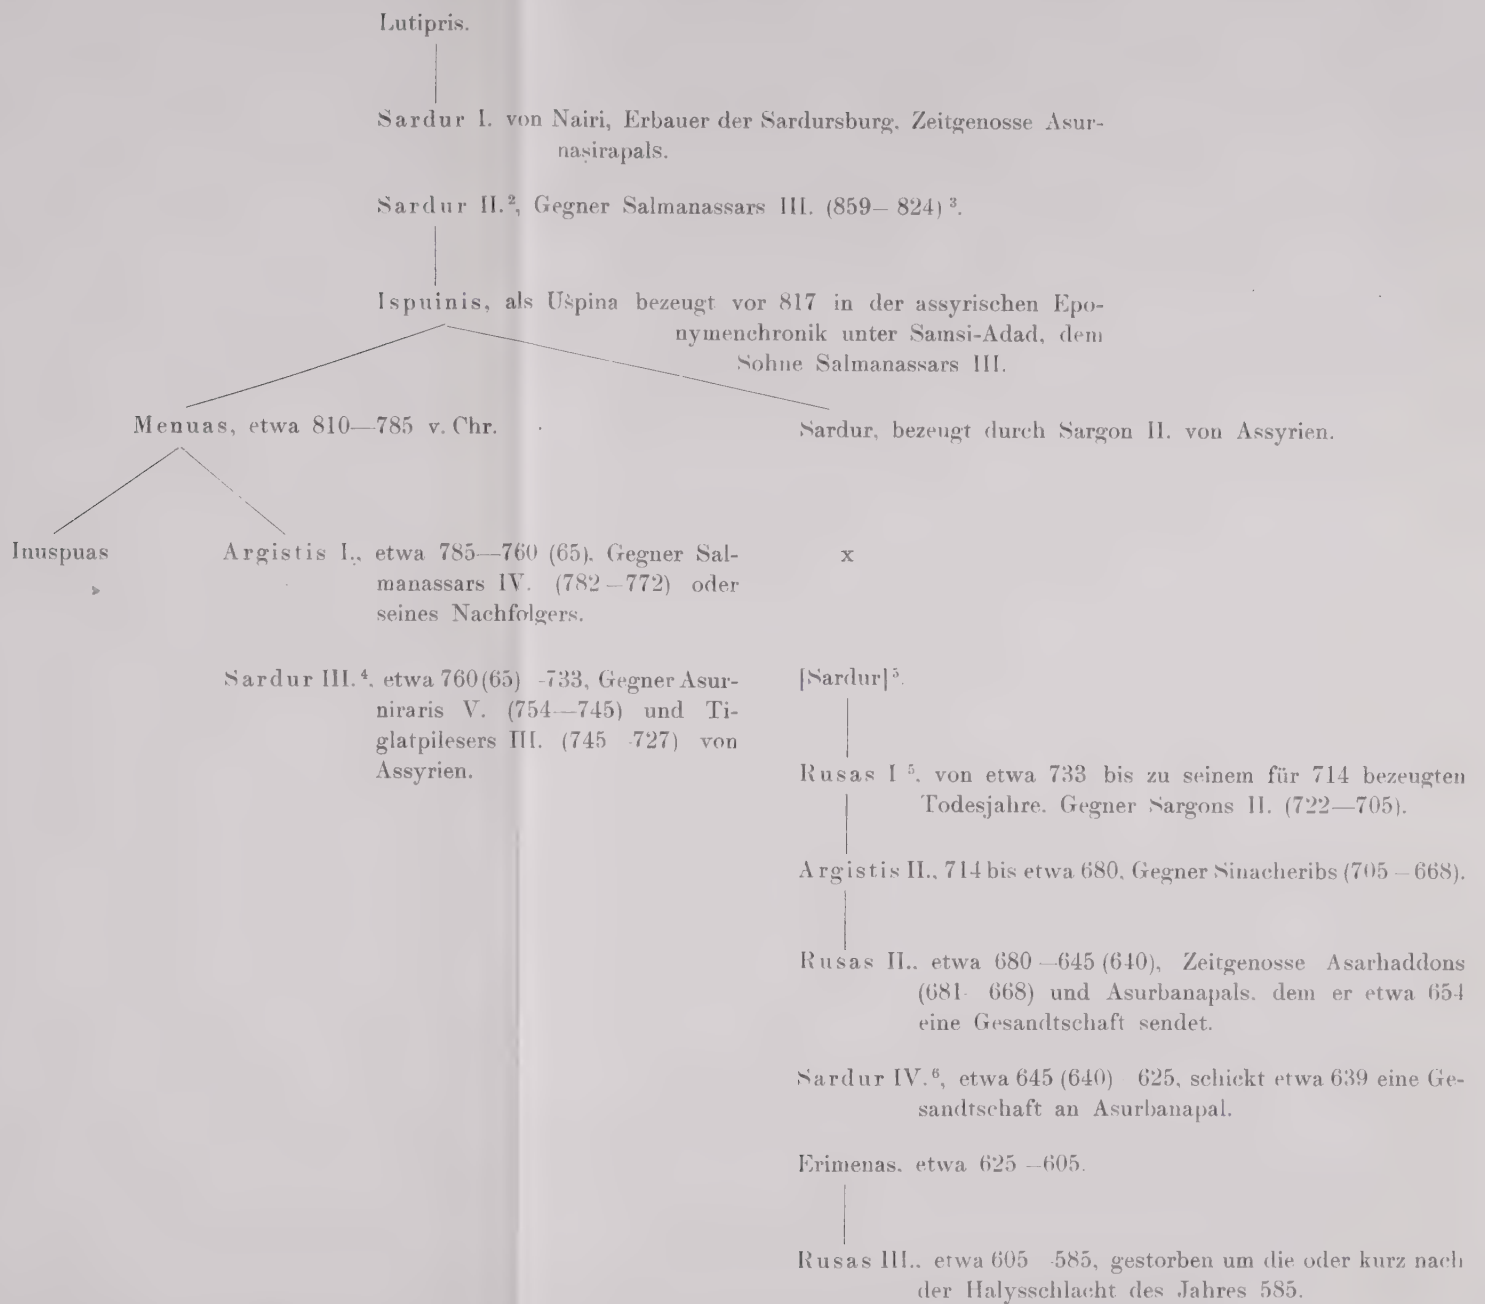 Lutipris.
Sardur I. von Nairi, Erbauer der Sardursburg. Zeitgenosse Asur-
naṣirapals.
Sardur II.², Gegner Salmanassars III. (859–824)³.
Ispuinis, als Ušpina bezeugt vor 817 in der assyrischen Epo-
nymenchronik unter Samsi-Adad, dem
Sohne Salmanassars III.
Menuas, etwa 810—785 v. Chr.
Sardur, bezeugt durch Sargon II. von Assyrien.
Inuspuas
Argistis I., etwa 785—760 (65). Gegner Sal-
manassars IV. (782–772) oder
seines Nachfolgers.
x
Sardur III.⁴. etwa 760(65) -733, Gegner Asur-
niraris V. (754—745) und Ti-
glatpilesers III. (745 -727) von
Assyrien.
[Sardur]⁵.
Rusas I⁵. von etwa 733 bis zu seinem für 714 bezeugten
Todesjahre. Gegner Sargons II. (722—705).
Argistis II., 714 bis etwa 680, Gegner Sinacheribs (705–668).
Rusas II.. etwa 680—645 (640), Zeitgenosse Asarhaddons
(681- 668) und Asurbanapals. dem er etwa 654
eine Gesandtschaft sendet.
Sardur IV.⁶, etwa 645 (640) 625, schickt etwa 639 eine Ge-
sandtschaft an Asurbanapal.
Erimenas. etwa 625–605.
Rusas III.. etwa 605 -585, gestorben um die oder kurz nach
der Halysschlacht des Jahres 585.